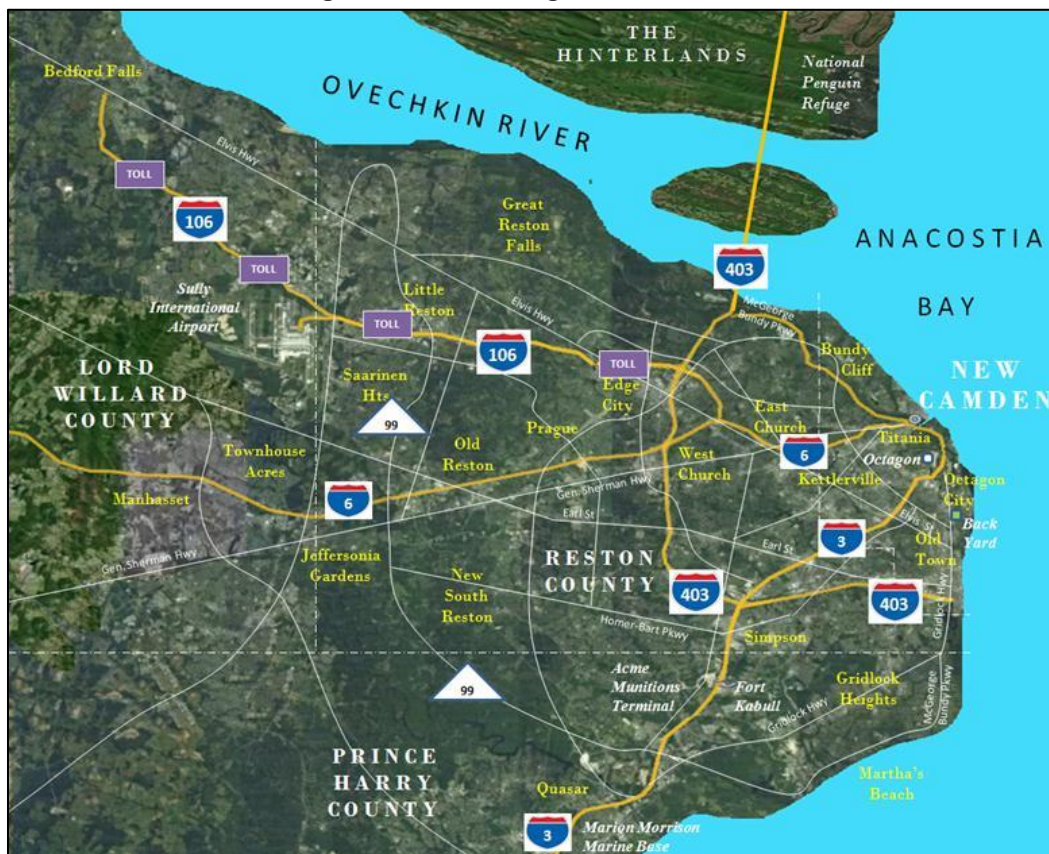 THE
HINTERLANDS
National
Penguin
Refuge
Bedford Falls
OVECHKIN RIVER
Elvis Hwy
TOLL
106
Great
Reston
Falls
ANACOSTIA
BAY
403
TOLL
Sully
International
Airport
Little
Reston
TOLL
Elvis Hwy
McGeorge
Bundy Pkwy
106
TOLL
Bundy
Cliff
NEW
CAMDEN
LORD
WILLARD
COUNTY
Saarinen
Hts
99
Edge
City
Prague
East
Church
Titania
Octagon
Townhouse
Acres
Old
Reston
West
Church
6
Kettlerville
Octagon
City
Manhasset
6
Gen. Sherman Hwy
Earl St
Elvis St
Back
Yard
Gen. Sherman Hwy
Jeffersonia
Gardens
RESTON
COUNTY
Earl St
3
Old
Town
New
South
Reston
403
403
Gridlock Hwy
Homer-Bart Pkwy
Simpson
99
Acme
Munitions
Terminal
Fort
Kabull
Gridlock
Heights
McGeorge
Bundy Pkwy
Gridlock Hwy
PRINCE
HARRY
COUNTY
Quasar
Martha's
Beach
3
Marion Morrison
Marine Base